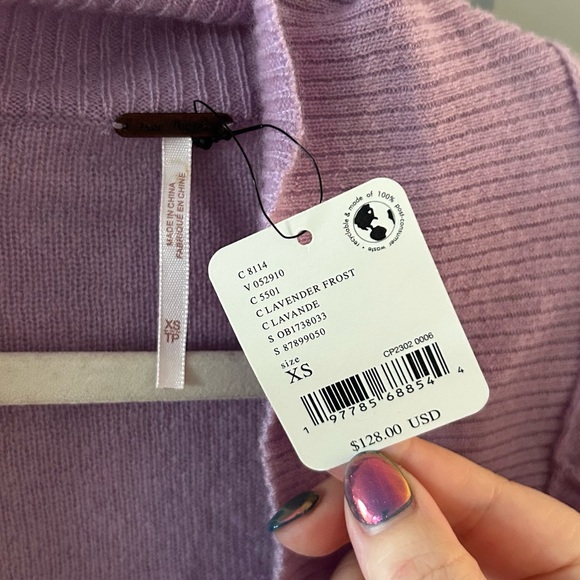 MADE IN CHINA
FABRIQUÉ EN CHINE
XS
TP
recyclable & made of 100% post-consumer waste •
C 8114
V 052910
C 5501
C LAVENDER FROST
C LAVANDE
S OB1738033
S 87899050
size
XS
CP2302 0006
1 97785 68854 4
$128.00 USD